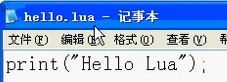 hello.lua - 记事本
文件(F) 编辑(E) 格式(O) 查看(V)
print("Hello Lua");